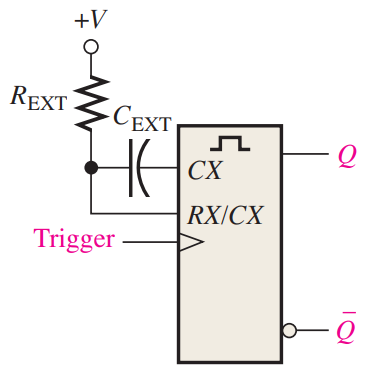 +V
R_EXT
C_EXT
CX
Q
RX/CX
Trigger
Q̅